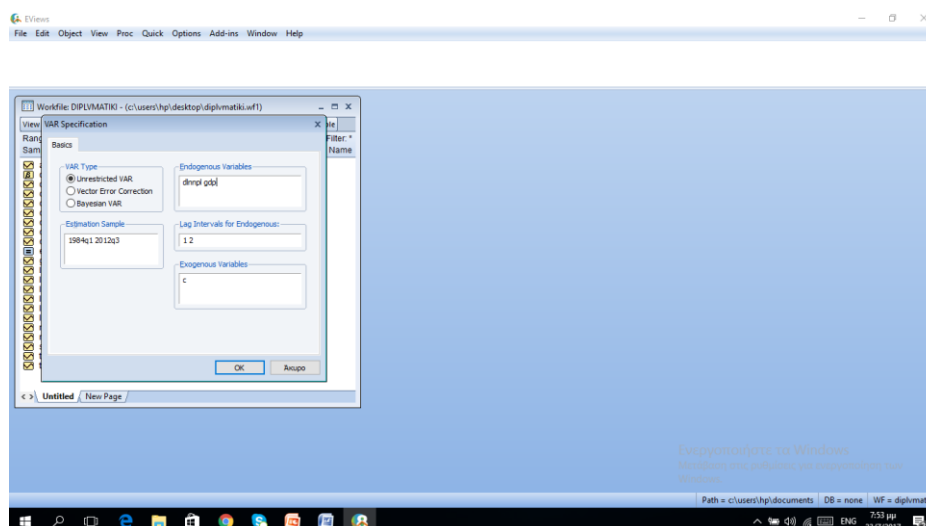 EViews
File Edit Object View Proc Quick Options Add-ins Window Help
Workfile: DIPLVMATIKI - (c:\users\hp\desktop\diplvmatiki.wf1)
View
VAR Specification
Filter: *
Name
Basics
VAR Type
Unrestricted VAR
Vector Error Correction
Bayesian VAR
Endogenous Variables
dlnnpl gdp
Estimation Sample
1984q1 2012q3
Lag Intervals for Endogenous:
1 2
Exogenous Variables
c
OK
Άκυρο
Untitled
New Page
Path = c:\users\hp\documents DB = none WF = diplvmat
ENG
7:53 μμ